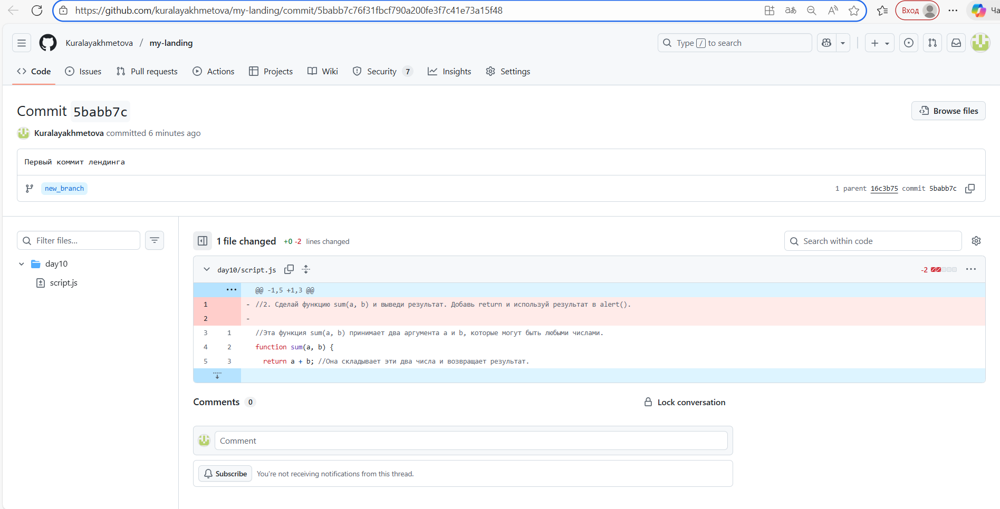 https://github.com/kuralayakhmetova/my-landing/commit/5babb7c76f31fbcf790a200fe3f7c41e73a15f48
Вход
Kuralayakhmetova / my-landing
Type / to search
Code Issues Pull requests Actions Projects Wiki Security 7 Insights Settings
Commit 5babb7c
Browse files
Kuralayakhmetova committed 6 minutes ago
Первый коммит лендинга
new_branch
1 parent 16c3b75 commit 5babb7c
Filter files...
day10
script.js
1 file changed +0 -2 lines changed
Search within code
day10/script.js
-2
@@ -1,5 +1,3 @@
1 - //2. Сделай функцию sum(a, b) и выведи результат. Добавь return и используй результат в alert().
2 -
3 1 //Эта функция sum(a, b) принимает два аргумента a и b, которые могут быть любыми числами.
4 2 function sum(a, b) {
5 3 return a + b; //Она складывает эти два числа и возвращает результат.
Comments 0
Lock conversation
Comment
Subscribe You're not receiving notifications from this thread.